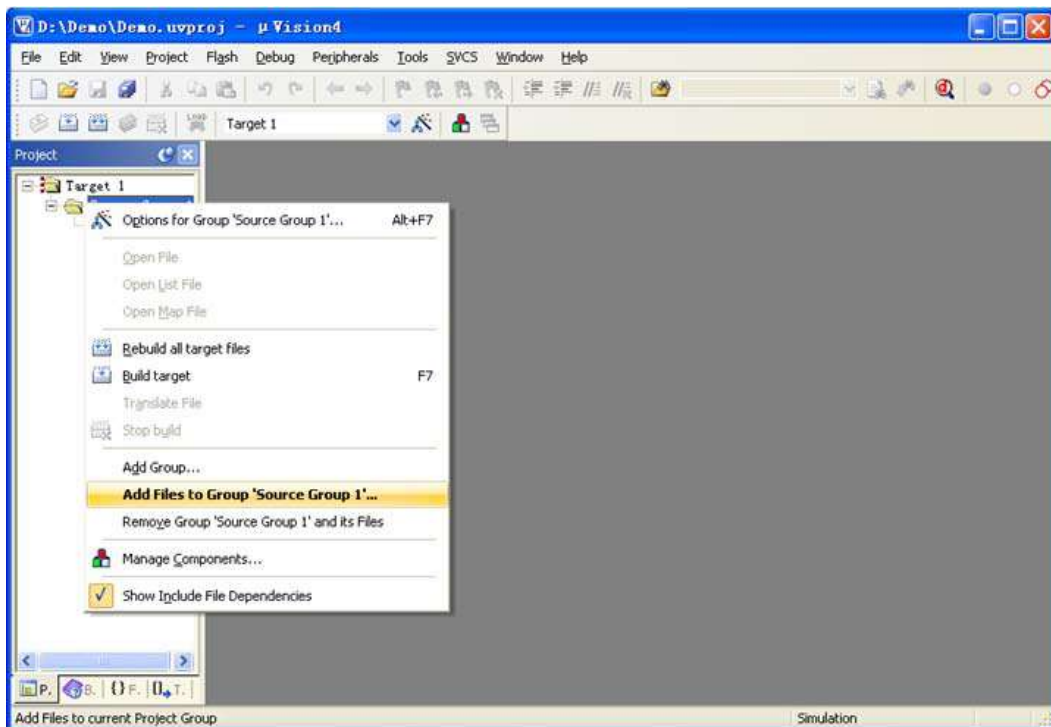 D:\Demo\Demo.uvproj - µVision4
File Edit View Project Flash Debug Peripherals Tools SVCS Window Help
Target 1
Project
Target 1
Options for Group 'Source Group 1'... Alt+F7
Open File
Open List File
Open Map File
Rebuild all target files
Build target F7
Translate File
Stop build
Add Group...
Add Files to Group 'Source Group 1'...
Remove Group 'Source Group 1' and its Files
Manage Components...
Show Include File Dependencies
P. B. {} F. 0 T.
Add Files to current Project Group Simulation